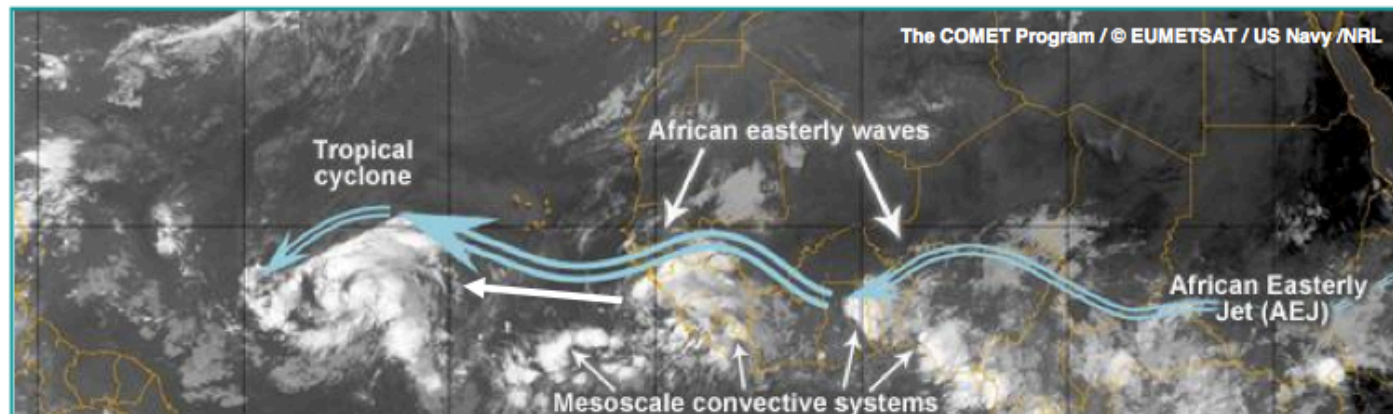 The COMET Program / © EUMETSAT / US Navy /NRL
African easterly waves
Tropical
cyclone
African Easterly
Jet (AEJ)
Mesoscale convective systems